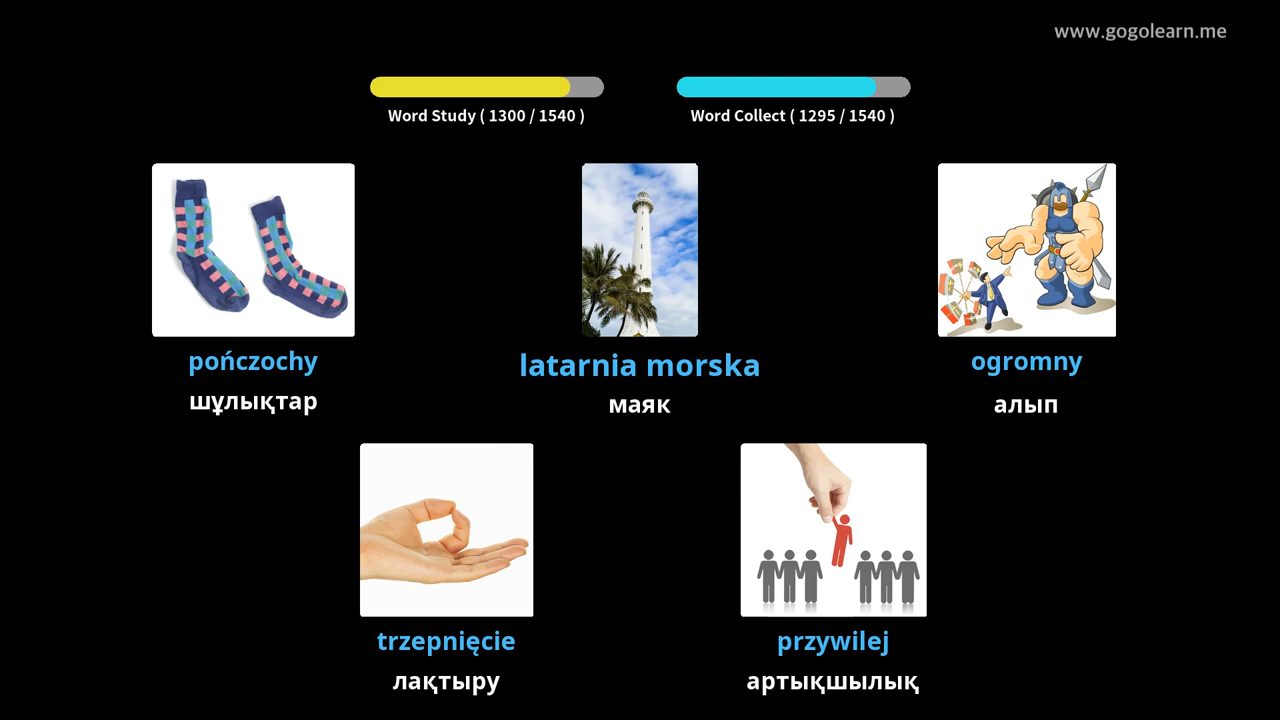 www.gogolearn.me
Word Study ( 1300 / 1540 )
Word Collect ( 1295 / 1540 )
pończochy
шұлықтар
latarnia morska
маяк
ogromny
алып
trzepnięcie
лақтыру
przywilej
артықшылық